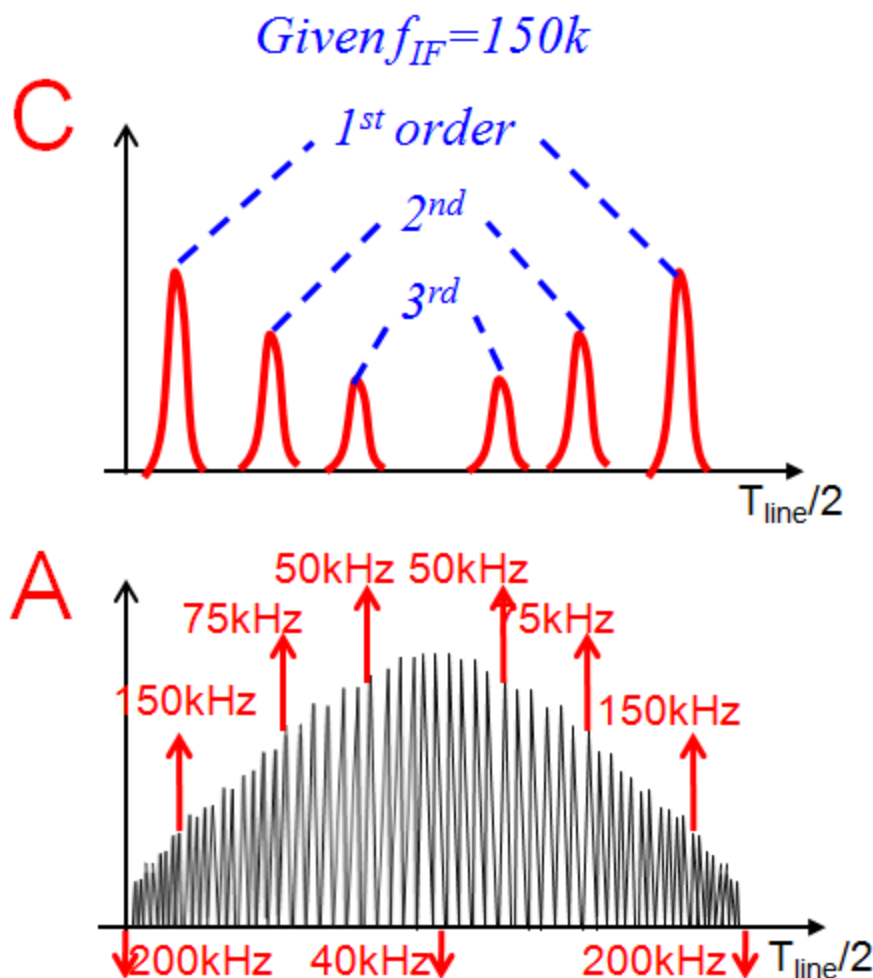 Given f_IF=150k
C
1st order
2nd
3rd
T_line/2
A
50kHz 50kHz
75kHz 75kHz
150kHz 150kHz
200kHz 40kHz 200kHz T_line/2